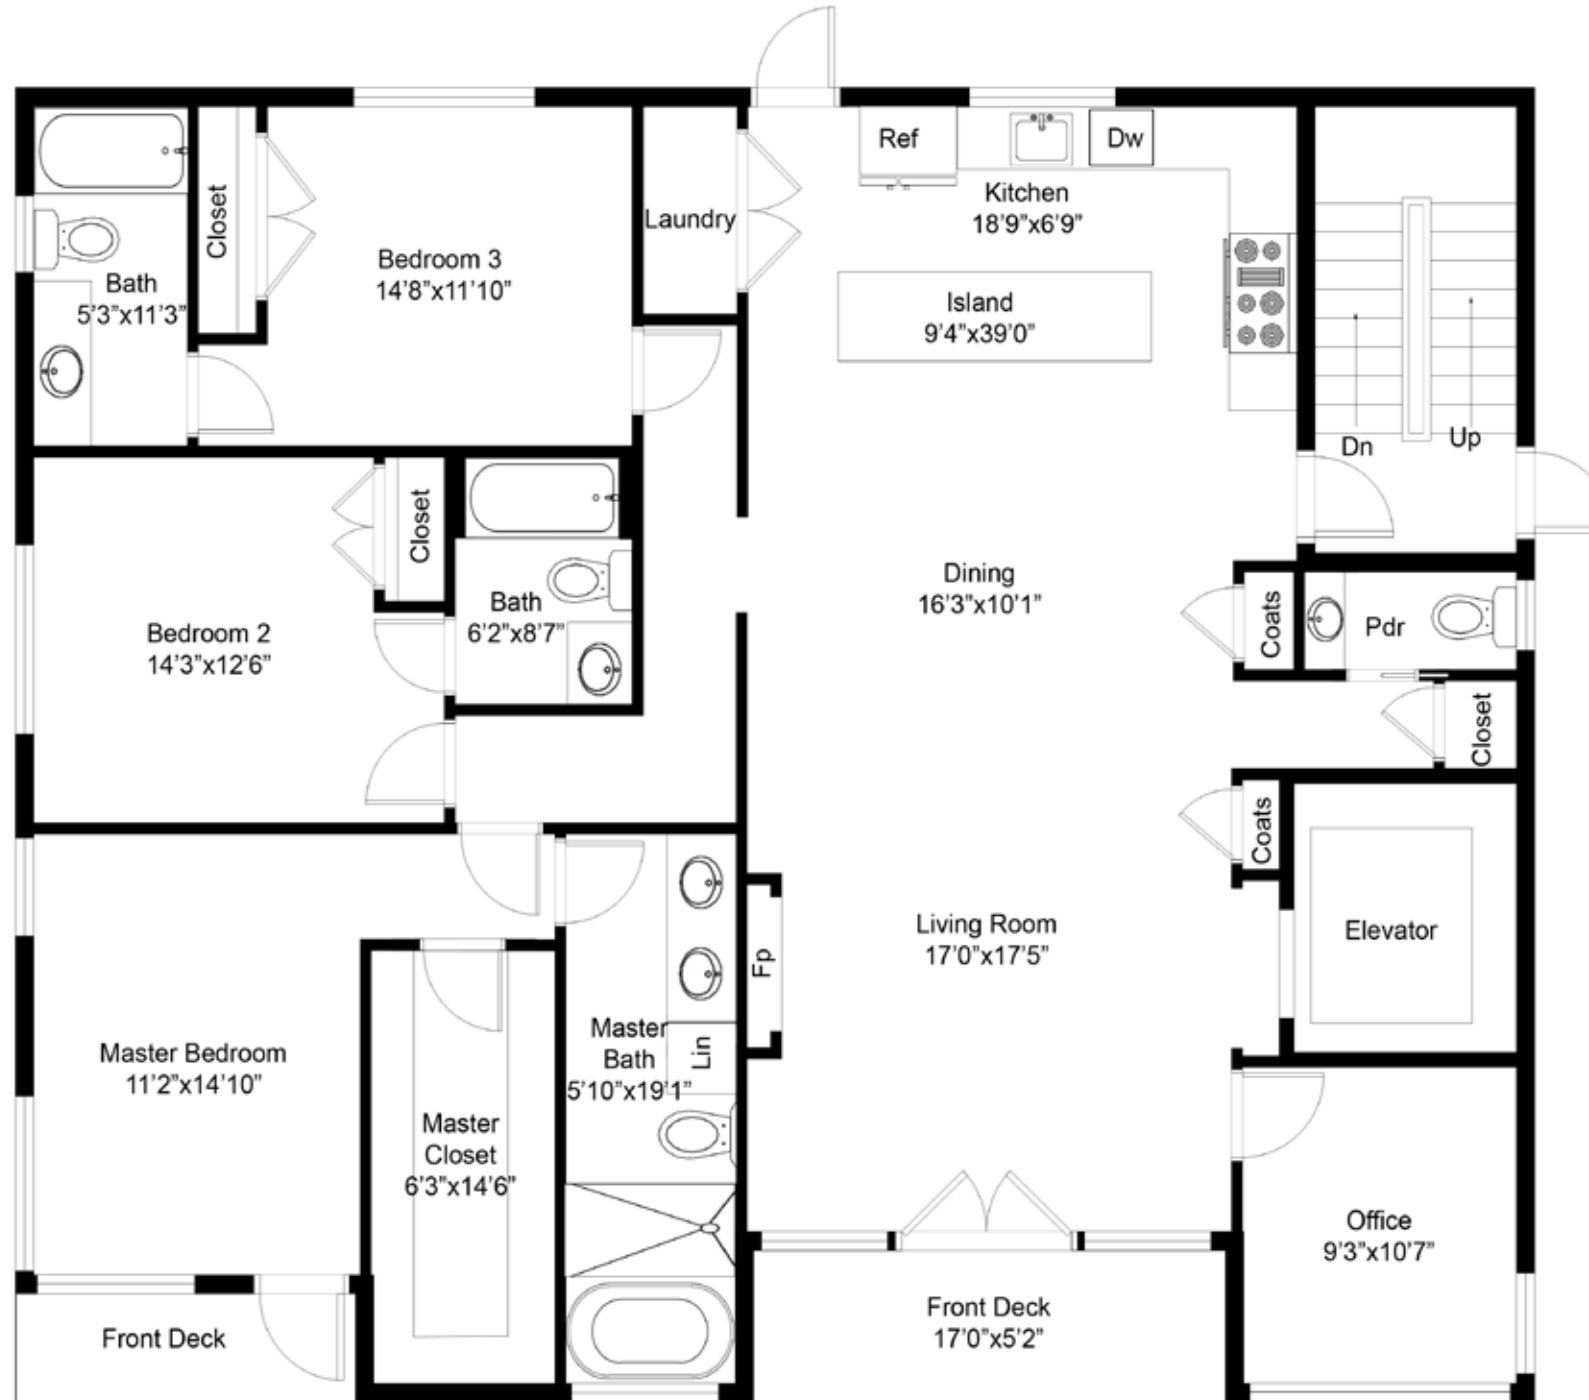 Ref
Dw
Kitchen
18'9"x6'9"
Closet
Laundry
Bedroom 3
14'8"x11'10"
Bath
5'3"x11'3"
Island
9'4"x39'0"
Dn
Up
Closet
Dining
16'3"x10'1"
Bath
6'2"x8'7"
Bedroom 2
14'3"x12'6"
Coats
Pdr
Closet
Coats
Living Room
17'0"x17'5"
Elevator
Fp
Master
Bath
5'10"x19'1"
Lin
Master Bedroom
11'2"x14'10"
Master
Closet
6'3"x14'6"
Office
9'3"x10'7"
Front Deck
17'0"x5'2"
Front Deck